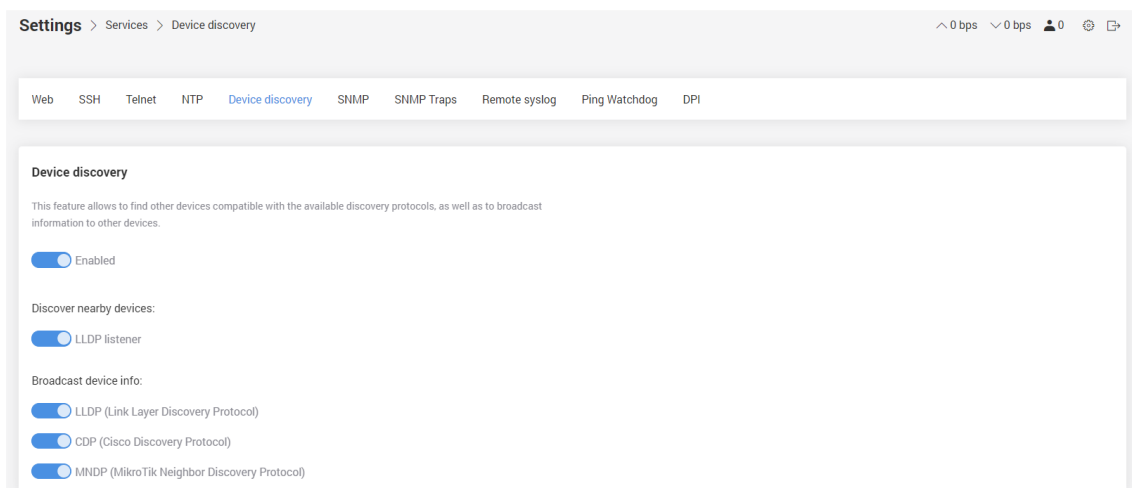 Settings > Services > Device discovery
0 bps 0 bps 0
Web SSH Telnet NTP Device discovery SNMP SNMP Traps Remote syslog Ping Watchdog DPI
Device discovery
This feature allows to find other devices compatible with the available discovery protocols, as well as to broadcast
information to other devices.
Enabled
Discover nearby devices:
LLDP listener
Broadcast device info:
LLDP (Link Layer Discovery Protocol)
CDP (Cisco Discovery Protocol)
MNDP (MikroTik Neighbor Discovery Protocol)